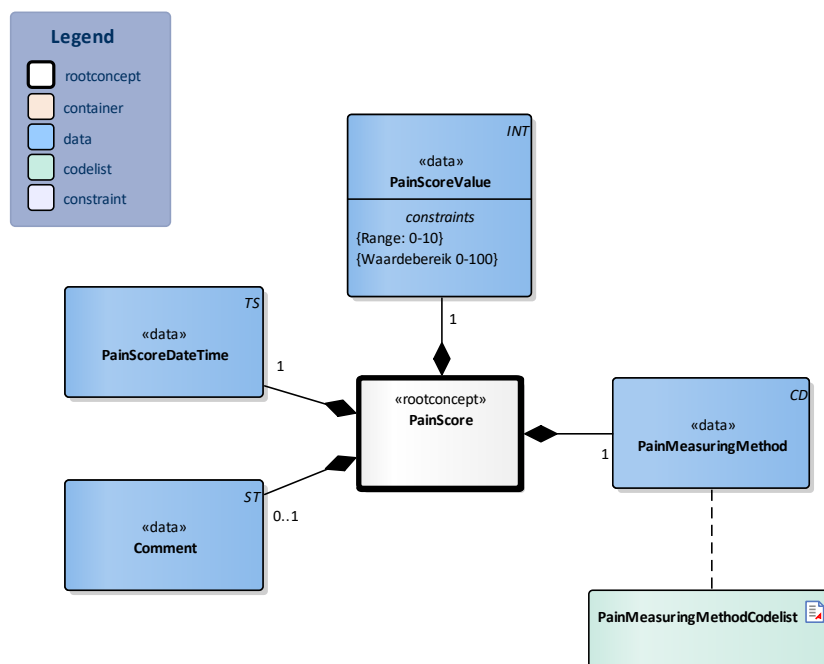 Legend
rootconcept
container
data
codelist
constraint
INT
«data»
PainScoreValue
constraints
{Range: 0-10}
{Waardebereik 0-100}
1
TS
«data»
PainScoreDateTime
1
«rootconcept»
PainScore
CD
«data»
PainMeasuringMethod
1
ST
«data»
Comment
0..1
PainMeasuringMethodCodelist